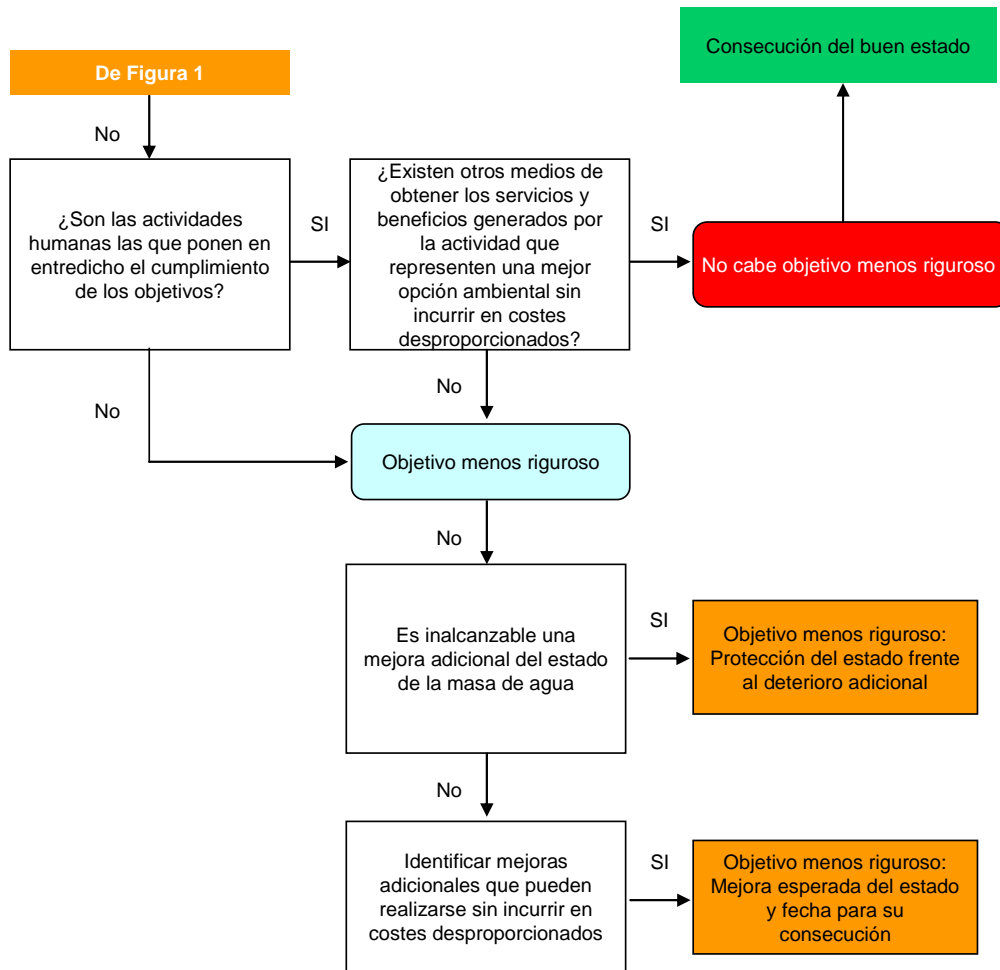 Consecución del buen estado
De Figura 1
No
¿Son las actividades
humanas las que ponen en
entredicho el cumplimiento
de los objetivos?
SI
¿Existen otros medios de
obtener los servicios y
beneficios generados por
la actividad que
representen una mejor
opción ambiental sin
incurrir en costes
desproporcionados?
SI
No cabe objetivo menos riguroso
No
No
Objetivo menos riguroso
No
Es inalcanzable una
mejora adicional del estado
de la masa de agua
SI
Objetivo menos riguroso:
Protección del estado frente
al deterioro adicional
No
Identificar mejoras
adicionales que pueden
realizarse sin incurrir en
costes desproporcionados
SI
Objetivo menos riguroso:
Mejora esperada del estado
y fecha para su
consecución